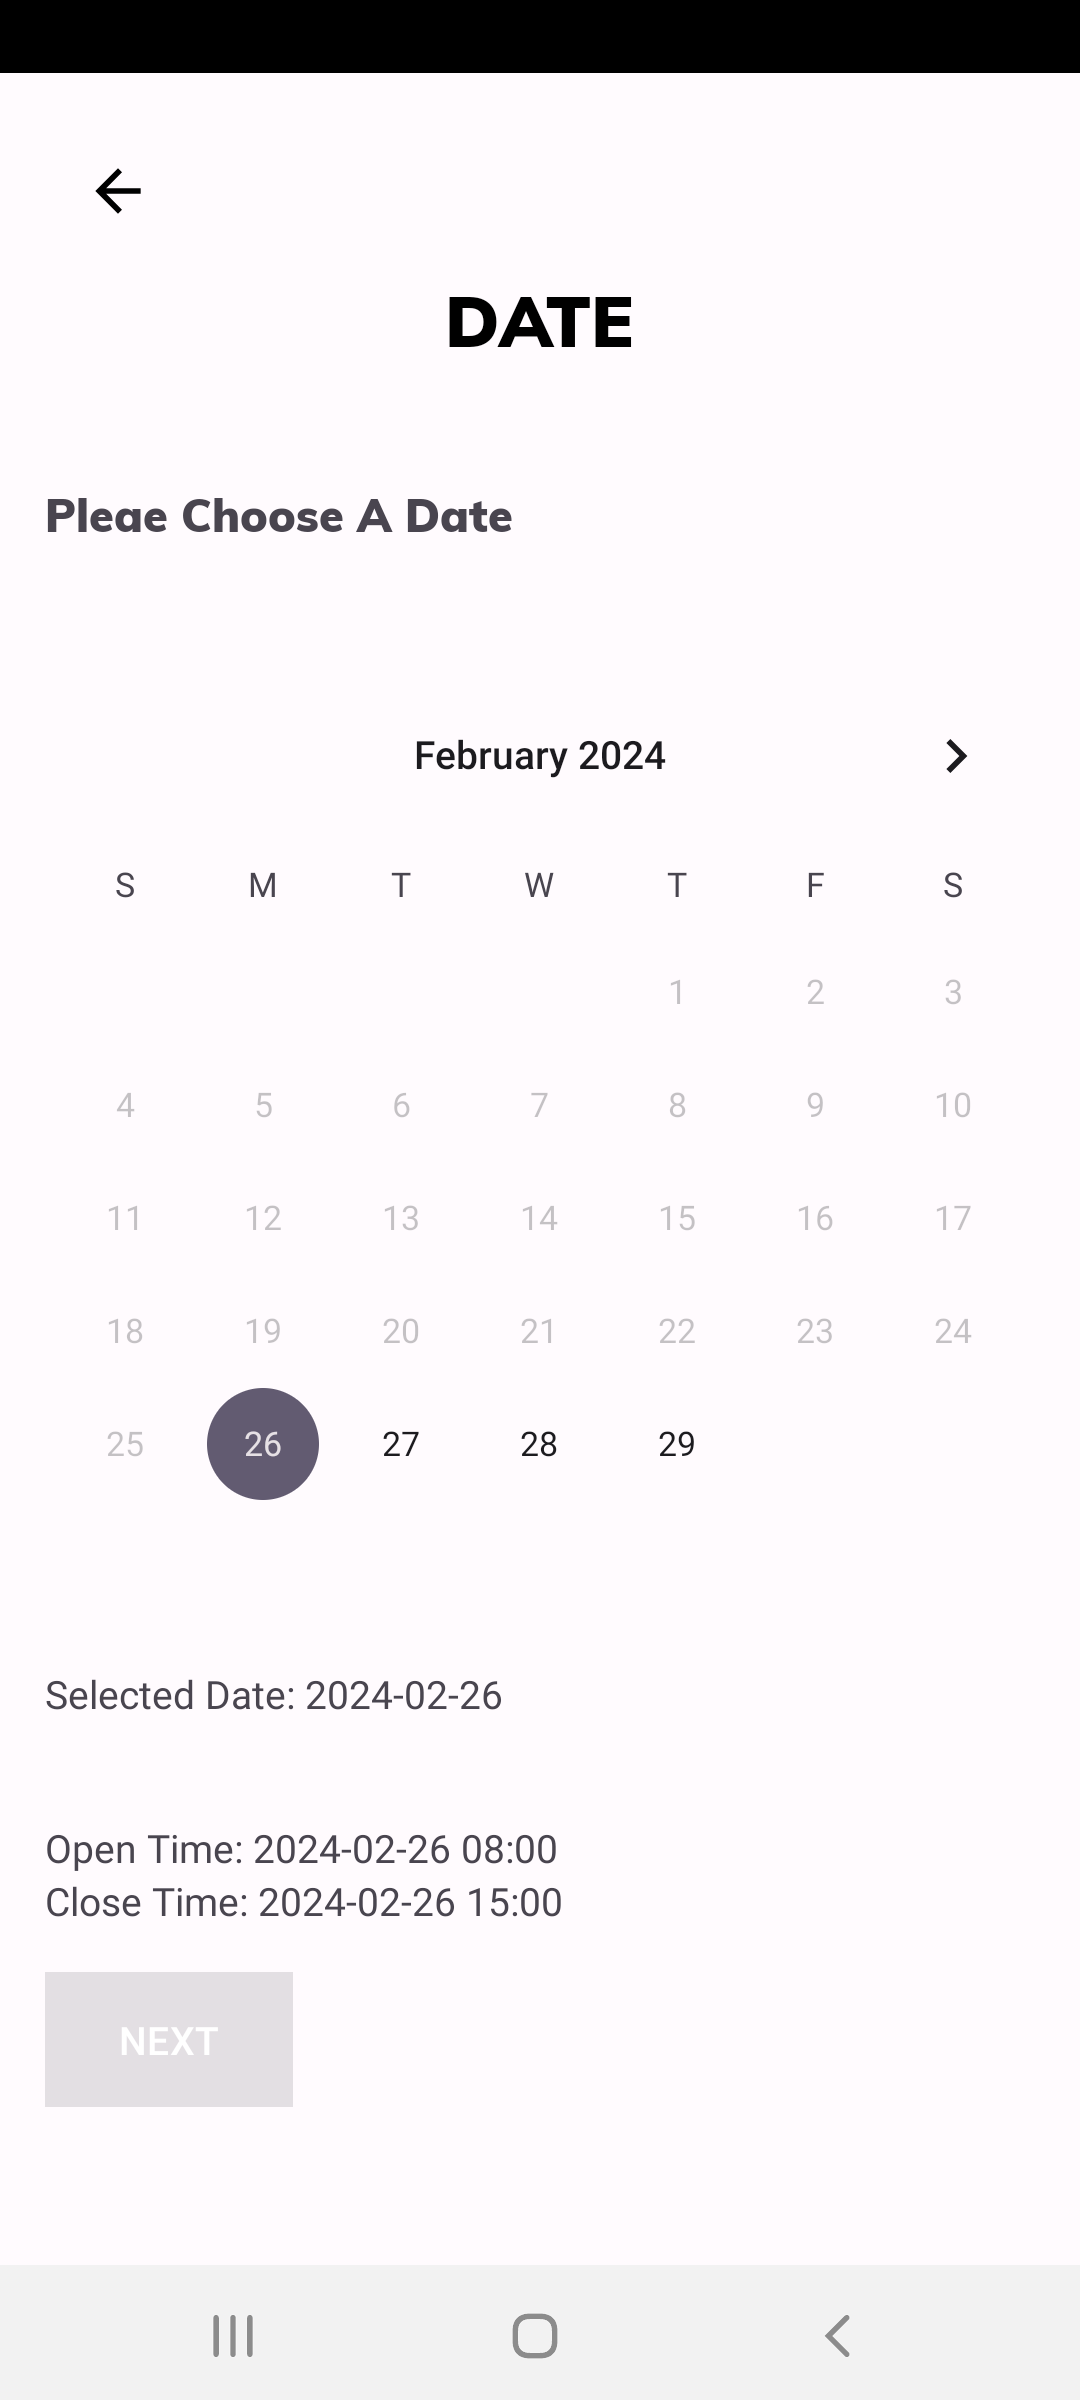 DATE
Pleae Choose A Date
February 2024
S M T W T F S
1 2 3
4 5 6 7 8 9 10
11 12 13 14 15 16 17
18 19 20 21 22 23 24
25 26 27 28 29
Selected Date: 2024-02-26
Open Time: 2024-02-26 08:00
Close Time: 2024-02-26 15:00
NEXT